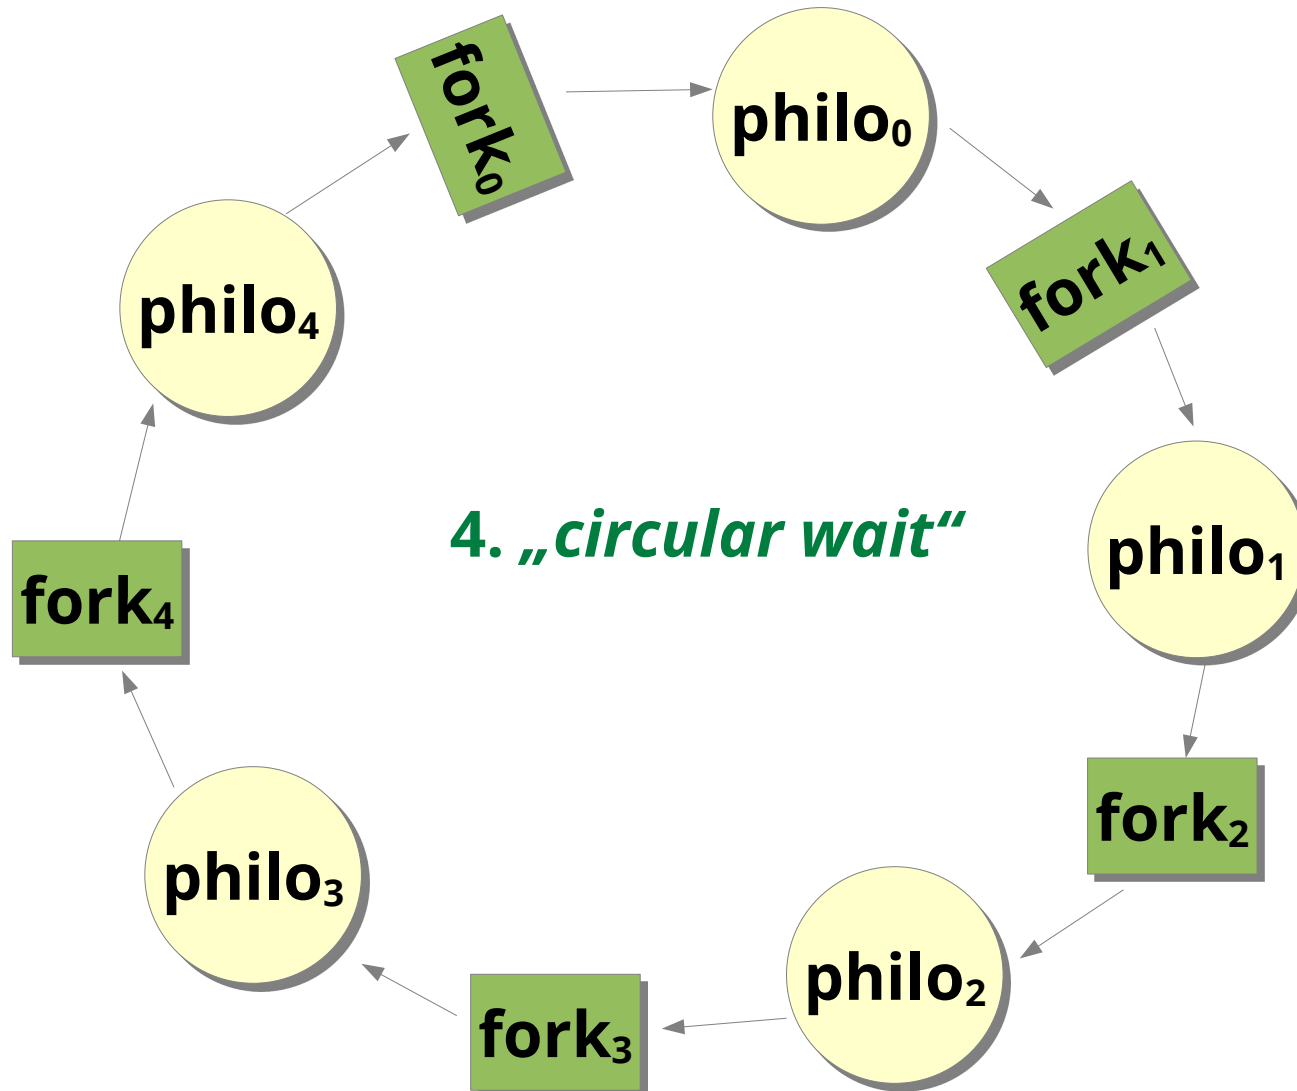 fork₀
philo₀
fork₁
philo₄
4. „circular wait“
philo₁
fork₄
fork₂
philo₃
philo₂
fork₃